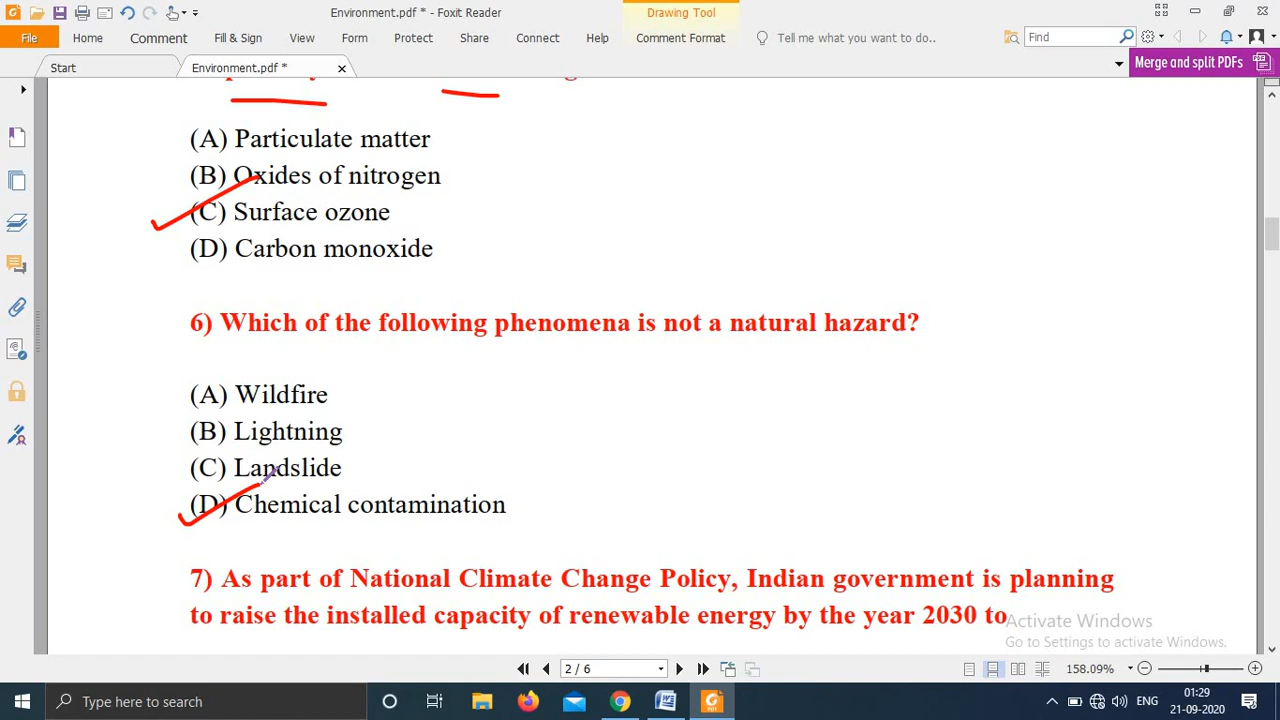 Environment.pdf * - Foxit Reader
Drawing Tool
File Home Comment Fill & Sign View Form Protect Share Connect Help Comment Format Tell me what you want to do.. Find
Start Environment.pdf * Merge and split PDFs
(A) Particulate matter
(B) Oxides of nitrogen
(C) Surface ozone
(D) Carbon monoxide
6) Which of the following phenomena is not a natural hazard?
(A) Wildfire
(B) Lightning
(C) Landslide
(D) Chemical contamination
7) As part of National Climate Change Policy, Indian government is planning
to raise the installed capacity of renewable energy by the year 2030 to
Activate Windows
Go to Settings to activate Windows.
2 / 6 158.09%
Type here to search ENG 01:29
21-09-2020